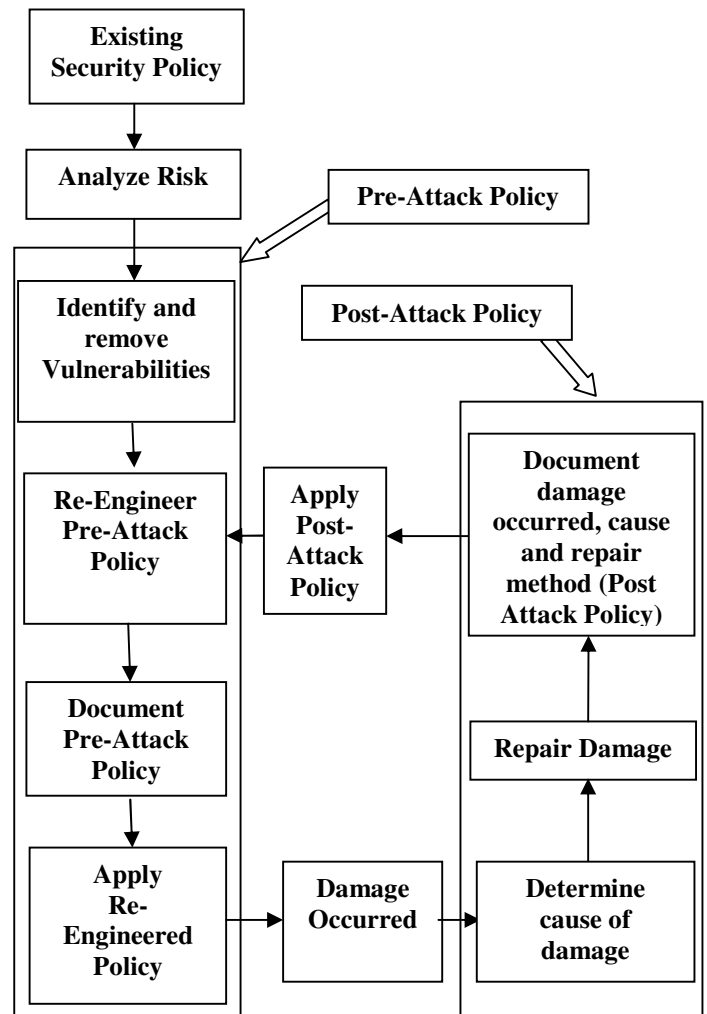 Existing
Security Policy
Analyze Risk
Pre-Attack Policy
Identify and
remove
Vulnerabilities
Post-Attack Policy
Re-Engineer
Pre-Attack
Policy
Apply
Post-
Attack
Policy
Document
damage
occurred, cause
and repair
method (Post
Attack Policy)
Document
Pre-Attack
Policy
Repair Damage
Apply
Re-
Engineered
Policy
Damage
Occurred
Determine
cause of
damage